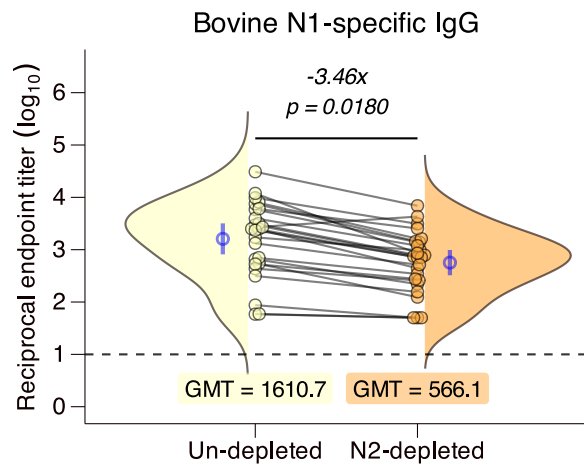 Bovine N1-specific IgG
-3.46x
p = 0.0180
Reciprocal endpoint titer (log10)
6
5
4
3
2
1
0
GMT = 1610.7 GMT = 566.1
Un-depleted N2-depleted